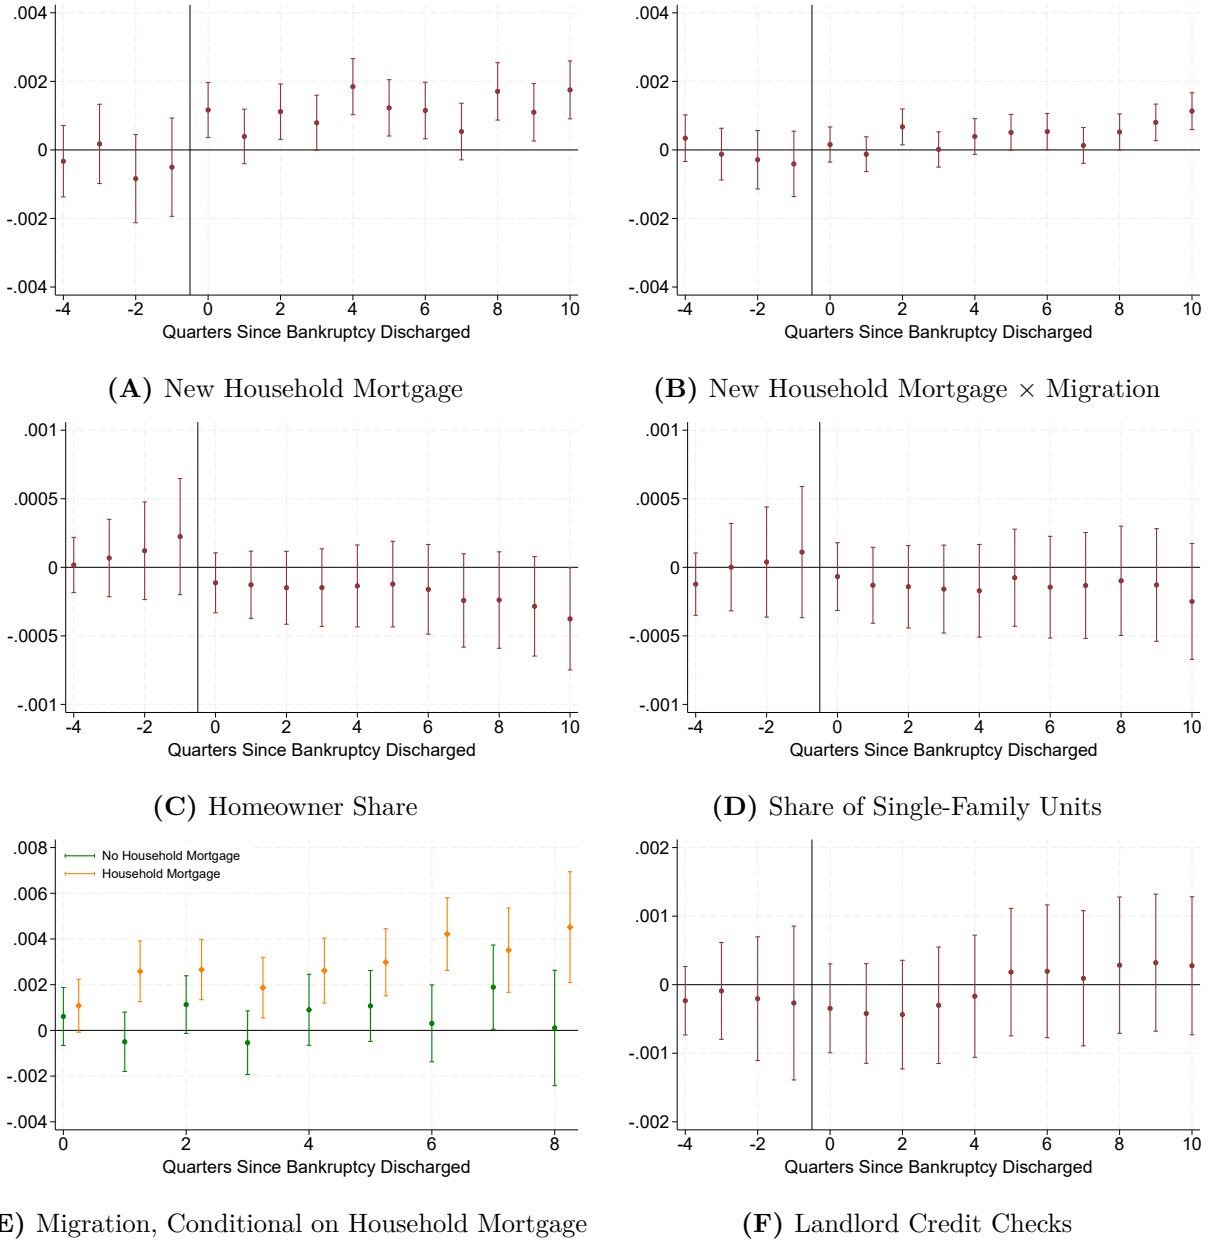 .004
.002
0
-.002
-.004
-4 -2 0 2 4 6 8 10
Quarters Since Bankruptcy Discharged
(A) New Household Mortgage
.004
.002
0
-.002
-.004
-4 -2 0 2 4 6 8 10
Quarters Since Bankruptcy Discharged
(B) New Household Mortgage × Migration
.001
.0005
0
-.0005
-.001
-4 -2 0 2 4 6 8 10
Quarters Since Bankruptcy Discharged
(C) Homeowner Share
.001
.0005
0
-.0005
-.001
-4 -2 0 2 4 6 8 10
Quarters Since Bankruptcy Discharged
(D) Share of Single-Family Units
.008
.006
.004
.002
0
-.002
-.004
No Household Mortgage
Household Mortgage
0 2 4 6 8
Quarters Since Bankruptcy Discharged
E) Migration, Conditional on Household Mortgage
.002
.001
0
-.001
-.002
-4 -2 0 2 4 6 8 10
Quarters Since Bankruptcy Discharged
(F) Landlord Credit Checks